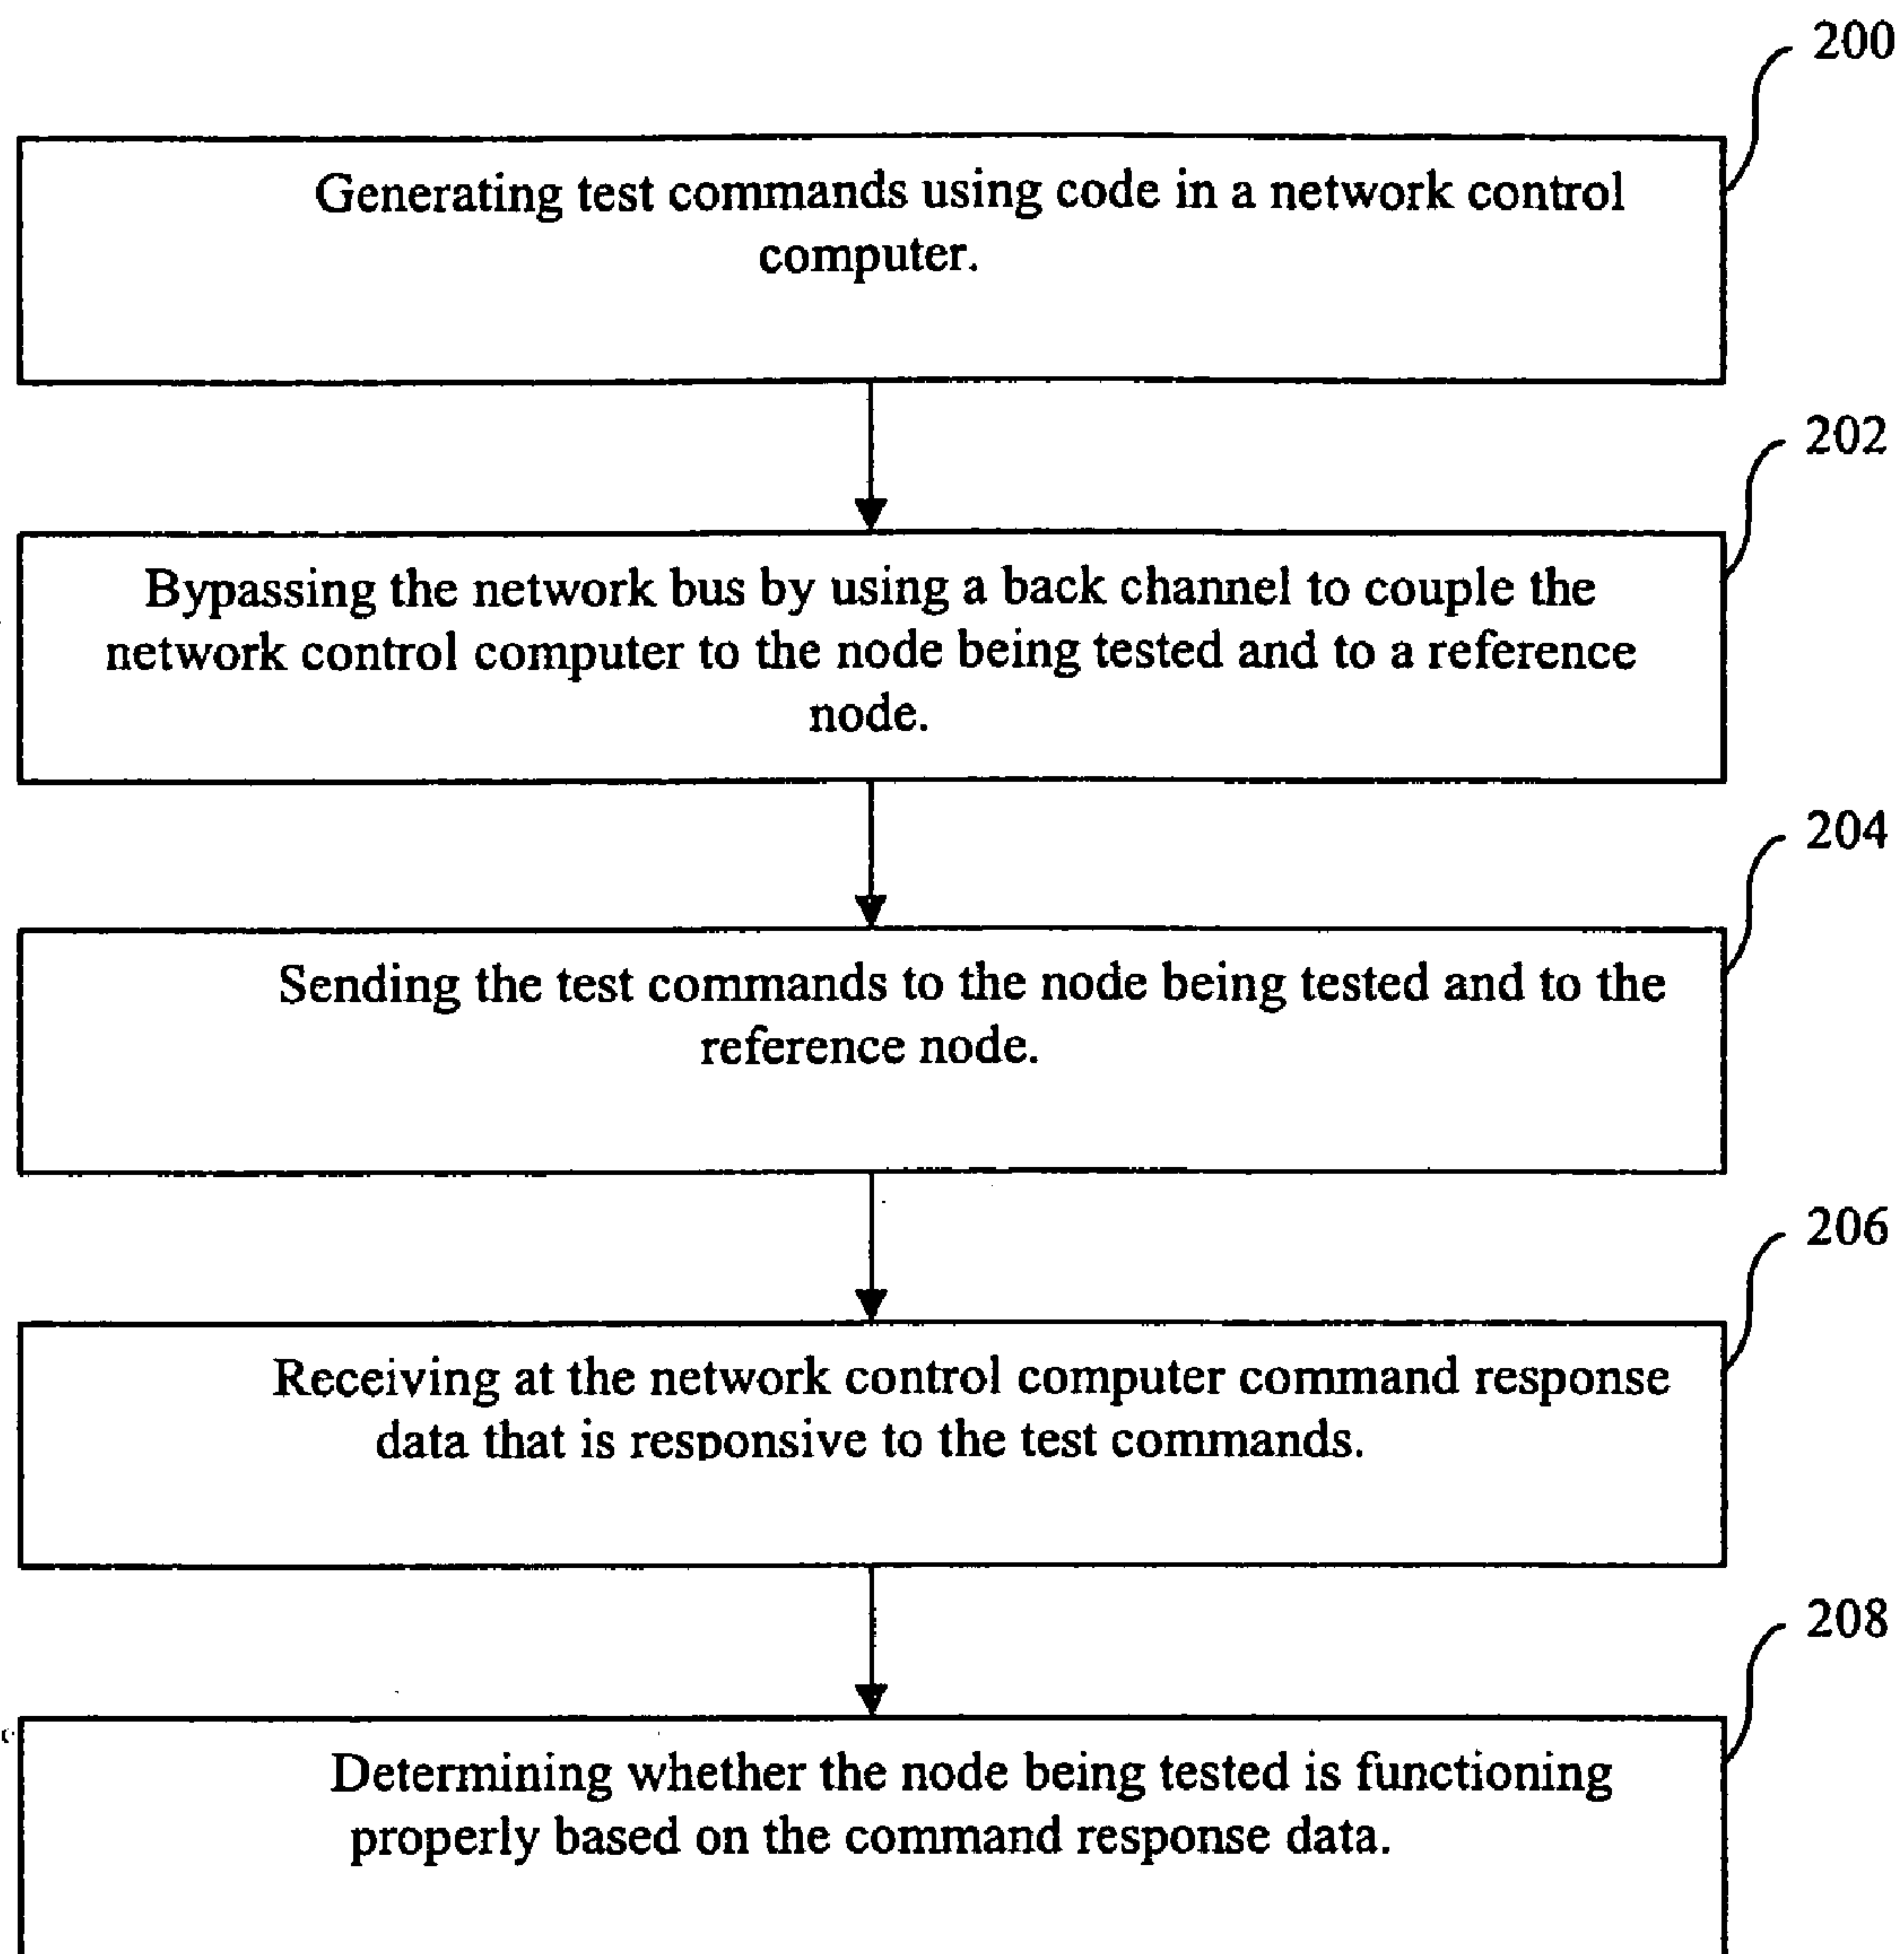 200
Generating test commands using code in a network control
computer.
202
Bypassing the network bus by using a back channel to couple the
network control computer to the node being tested and to a reference
node.
204
Sending the test commands to the node being tested and to the
reference node.
206
Receiving at the network control computer command response
data that is responsive to the test commands.
208
Determining whether the node being tested is functioning
properly based on the command response data.